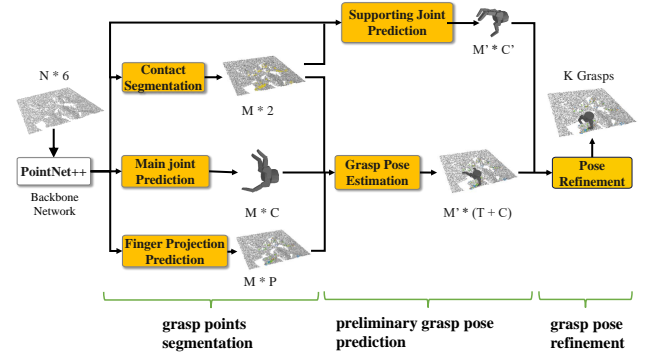 Supporting Joint
Prediction
M' * C'
N * 6
Contact
Segmentation
M * 2
K Grasps
PointNet++
Backbone
Network
Main joint
Prediction
M * C
Grasp Pose
Estimation
M' * (T + C)
Pose
Refinement
Finger Projection
Prediction
M * P
grasp points
segmentation
preliminary grasp pose
prediction
grasp pose
refinement